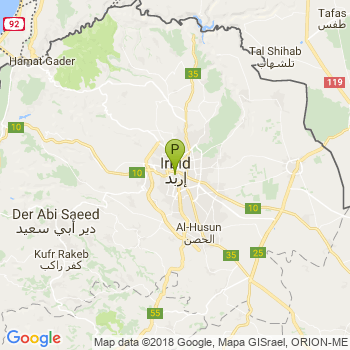 92
Tafas
طفس
Tal Shihab
تلشهاب
Hamat Gader
35
119
10
P
Irbid
إربد
10
Der Abi Saeed
دير أبي سعيد
10
Al-Husun
الحصن
Kufr Rakeb
كفر راكب
35
25
55
Google
Map data ©2018 Google, Mapa GISrael, ORION-ME